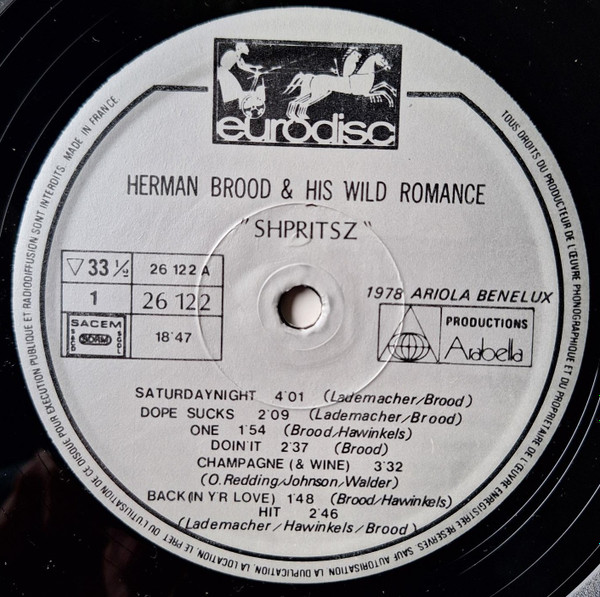 eurodisc
HERMAN BROOD & HIS WILD ROMANCE
"SHPRITSZ"
▽ 33 1/2
26 122 A
1
26 122
SACEM
SACD
SDRM
SGDL
18'47
1978 ARIOLA BENELUX
PRODUCTIONS
Arabella
SATURDAYNIGHT 4'01 (Lademacher/Brood)
DOPE SUCKS 2'09 (Lademacher/Brood)
ONE 1'54 (Brood/Hawinkels)
DOIN'IT 2'37 (Brood)
CHAMPAGNE (& WINE) 3'32
(O.Redding/Johnson/Walder)
BACK(IN Y'R LOVE) 1'48 (Brood/Hawinkels)
HIT 2'46
(Lademacher/Hawinkels/Brood)
TOUS DROITS DU PRODUCTEUR DE L'ŒUVRE PHONOGRAPHIQUE ET DU PROPRIETAIRE DE L'ŒUVRE ENREGISTREE RESERVES. SAUF AUTORISATION, LA DUPLICATION, LA LOCATION, LE PRET OU L'UTILISATION DE CE DISQUE POUR EXECUTION PUBLIQUE ET RADIODIFFUSION SONT INTERDITS. MADE IN FRANCE